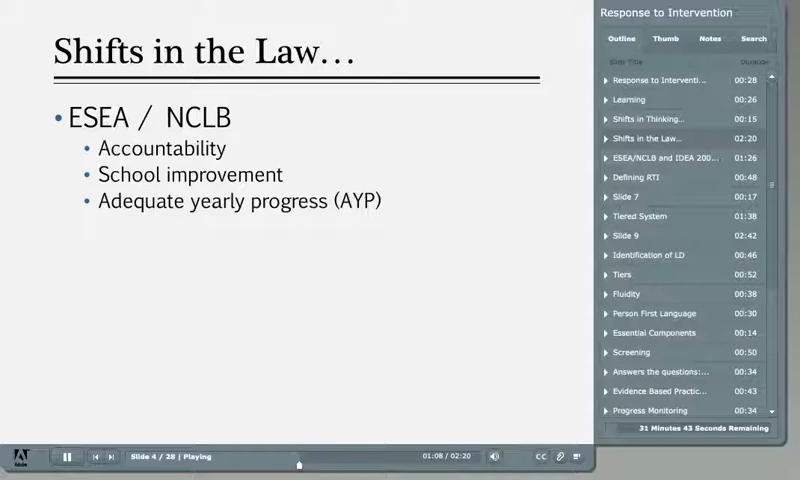 Shifts in the Law…
• ESEA / NCLB
• Accountability
• School improvement
• Adequate yearly progress (AYP)
Response to Intervention
Outline Thumb Notes Search
Slide Title Duration
Response to Interventi... 00:28
Learning 00:26
Shifts in Thinking... 00:15
Shifts in the Law... 02:20
ESEA/NCLB and IDEA 200... 01:26
Defining RTI 00:48
Slide 7 00:17
Tiered System 01:38
Slide 9 02:42
Identification of LD 00:46
Tiers 00:52
Fluidity 00:38
Person First Language 00:30
Essential Components 00:14
Screening 00:50
Answers the questions:... 00:34
Evidence Based Practic... 00:43
Progress Monitoring 00:34
31 Minutes 43 Seconds Remaining
Adobe
Slide 4 / 28 | Playing 01:08 / 02:20 CC